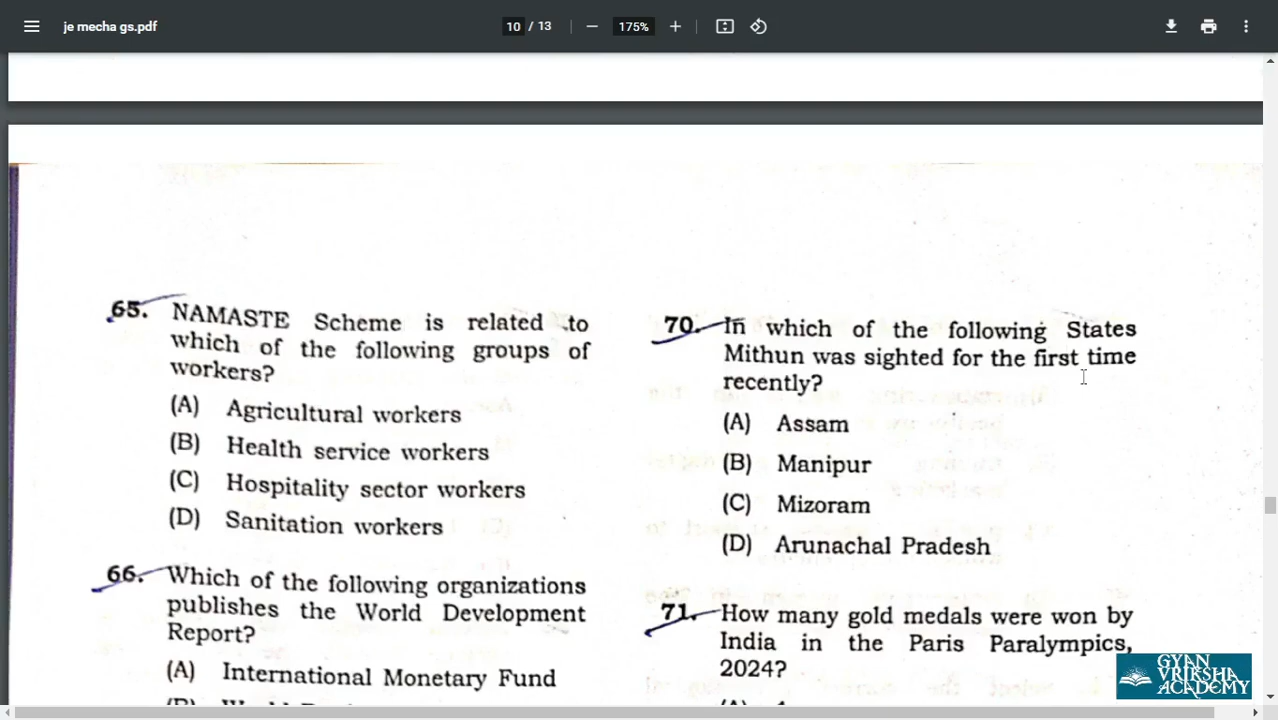 je mecha gs.pdf
10 / 13
175%
65. NAMASTE Scheme is related to
which of the following groups of
workers?
(A) Agricultural workers
(B) Health service workers
(C) Hospitality sector workers
(D) Sanitation workers
66. Which of the following organizations
publishes the World Development
Report?
(A) International Monetary Fund
70. In which of the following States
Mithun was sighted for the first time
recently?
(A) Assam
(B) Manipur
(C) Mizoram
(D) Arunachal Pradesh
71. How many gold medals were won by
India in the Paris Paralympics,
2024?
GYAN
VRIKSHA
ACADEMY